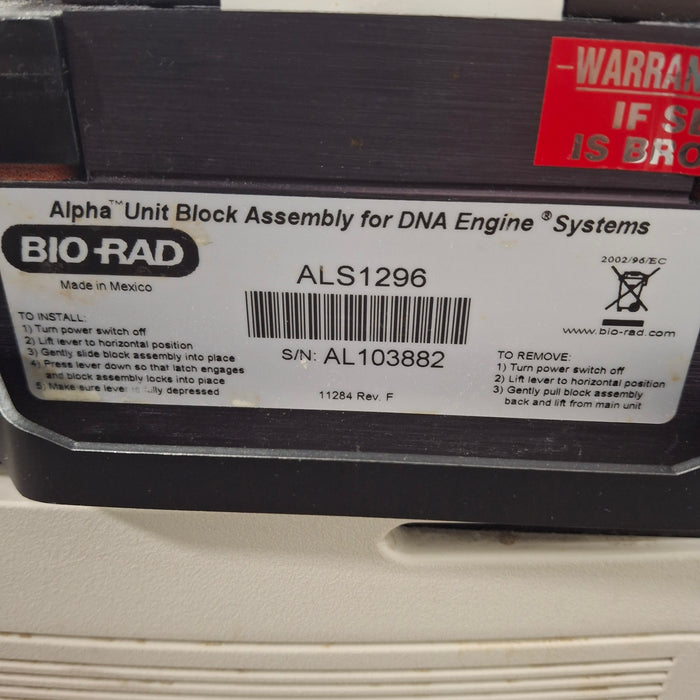 -WARRAN
IF SE
IS BRO
Alpha™ Unit Block Assembly for DNA Engine® Systems
BIO-RAD
Made in Mexico
ALS1296
S/N: AL103882
11284 Rev. F
2002/96/EC
www.bio-rad.com
TO INSTALL:
1) Turn power switch off
2) Lift lever to horizontal position
3) Gently slide block assembly into place
4) Press lever down so that latch engages
and block assembly locks into place
5) Make sure lever is fully depressed
TO REMOVE:
1) Turn power switch off
2) Lift lever to horizontal position
3) Gently pull block assembly
back and lift from main unit